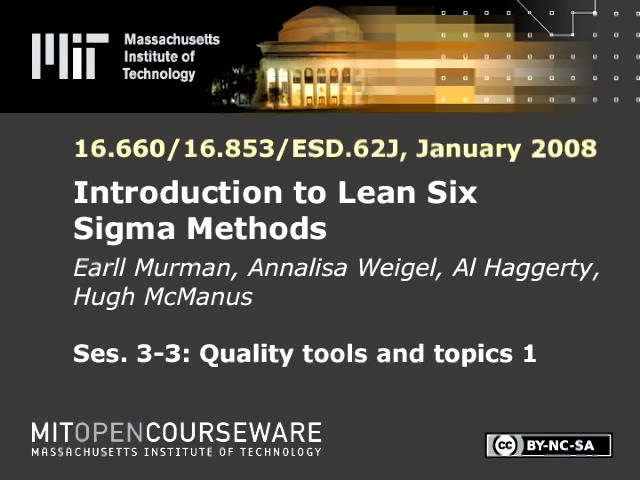 MIT
Massachusetts
Institute of
Technology
16.660/16.853/ESD.62J, January 2008
Introduction to Lean Six
Sigma Methods
Earll Murman, Annalisa Weigel, Al Haggerty,
Hugh McManus
Ses. 3-3: Quality tools and topics 1
MITOPENCOURSEWARE
MASSACHUSETTS INSTITUTE OF TECHNOLOGY
cc BY-NC-SA